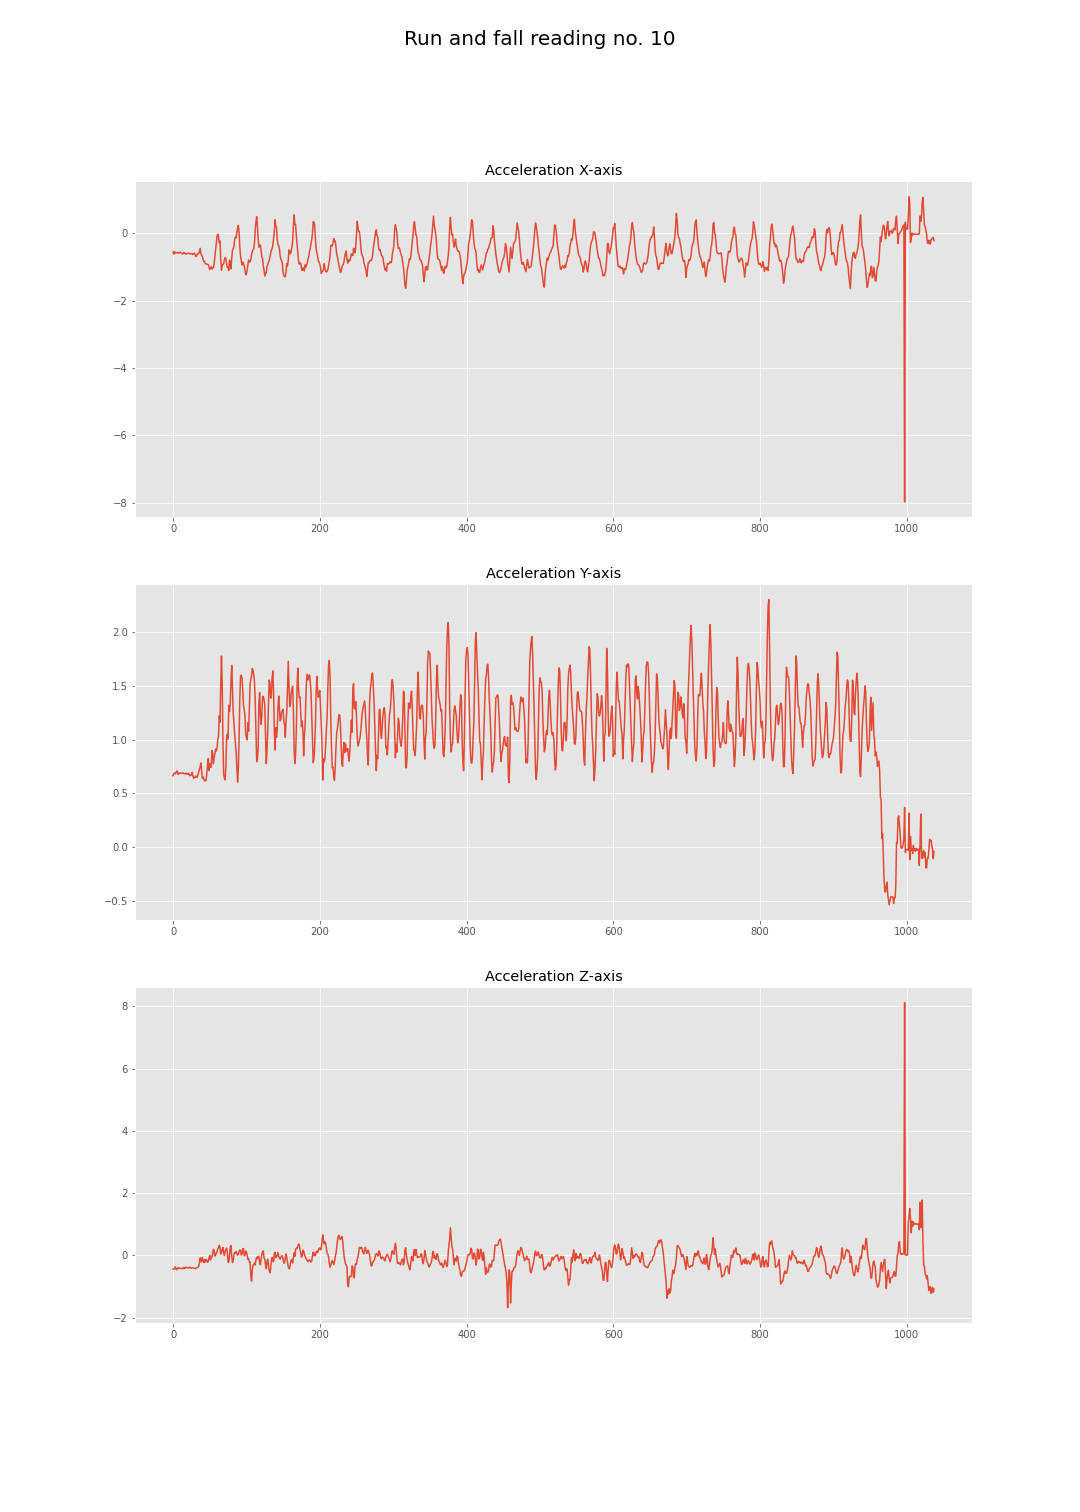 Run and fall reading no. 10
Acceleration X-axis
0
−2
−4
−6
−8
0 200 400 600 800 1000
Acceleration Y-axis
2.0
1.5
1.0
0.5
0.0
−0.5
0 200 400 600 800 1000
Acceleration Z-axis
8
6
4
2
0
−2
0 200 400 600 800 1000